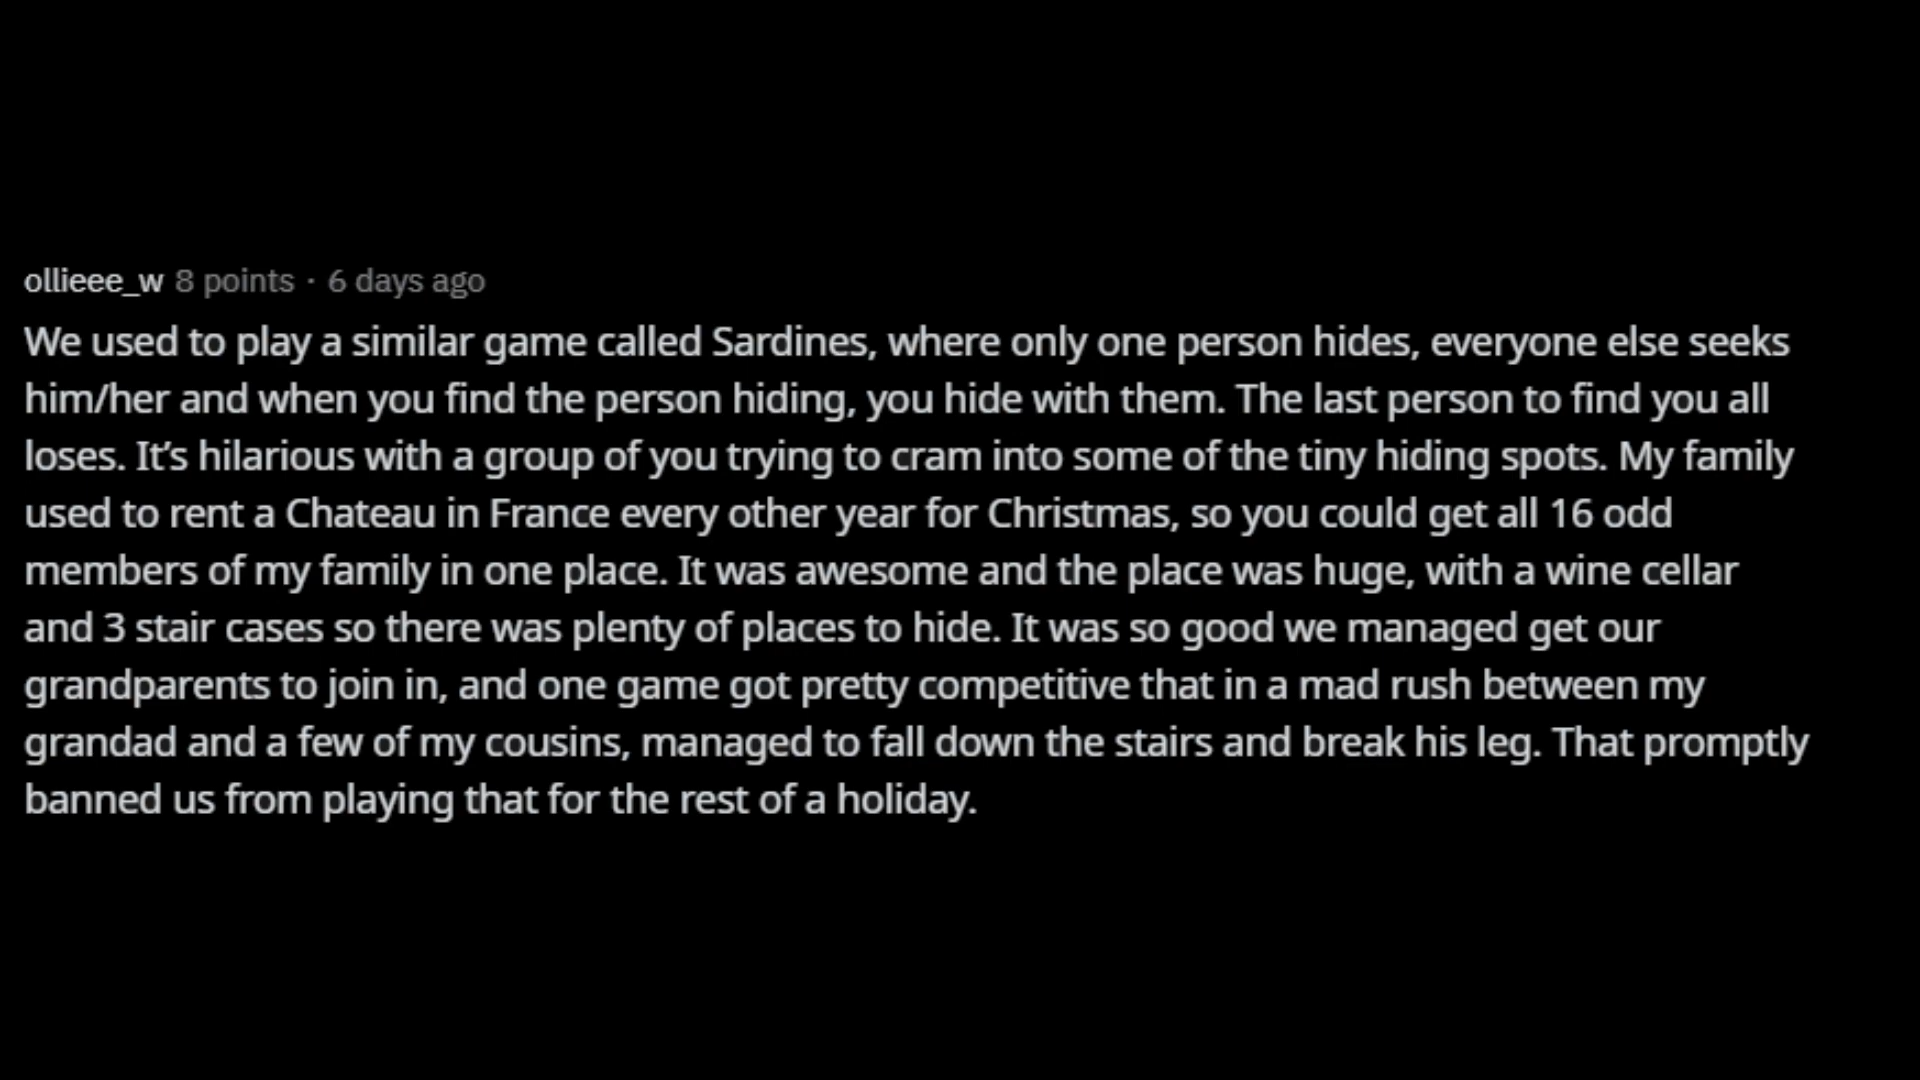 ollieee_w 8 points · 6 days ago
We used to play a similar game called Sardines, where only one person hides, everyone else seeks
him/her and when you find the person hiding, you hide with them. The last person to find you all
loses. It’s hilarious with a group of you trying to cram into some of the tiny hiding spots. My family
used to rent a Chateau in France every other year for Christmas, so you could get all 16 odd
members of my family in one place. It was awesome and the place was huge, with a wine cellar
and 3 stair cases so there was plenty of places to hide. It was so good we managed get our
grandparents to join in, and one game got pretty competitive that in a mad rush between my
grandad and a few of my cousins, managed to fall down the stairs and break his leg. That promptly
banned us from playing that for the rest of a holiday.